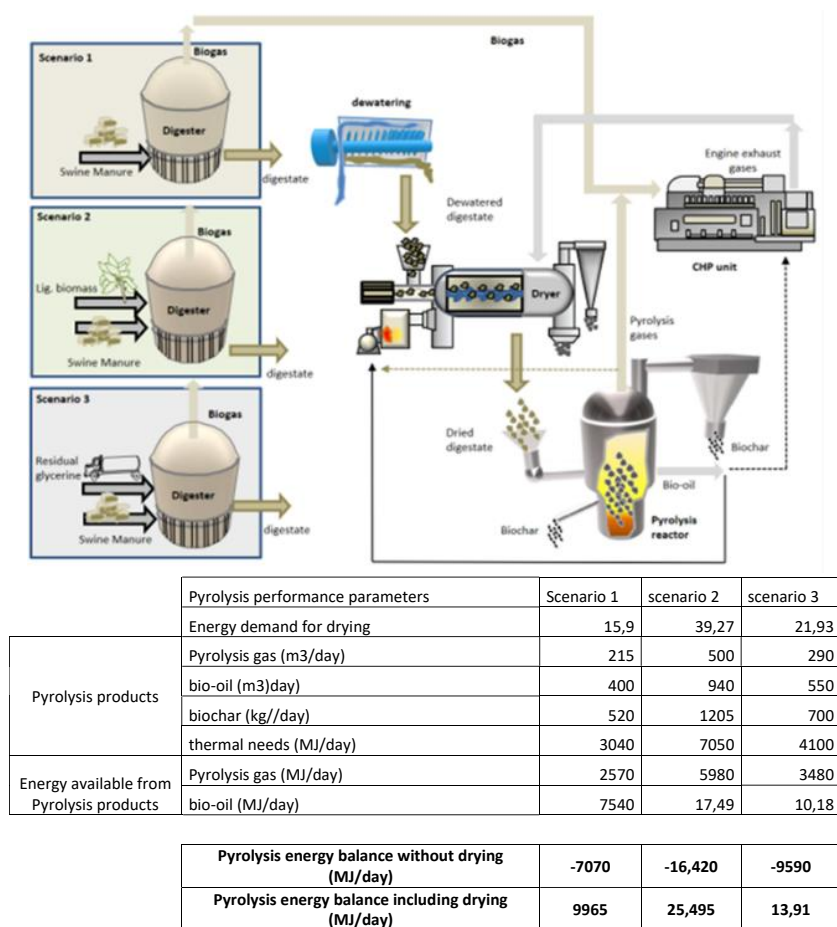 Biogas
Biogas
Scenario 1
Digester
Swine Manure
digestate
dewatering
Engine exhaust
gases
Dewatered
digestate
CHP unit
Scenario 2
Biogas
Lig. biomass
Digester
Swine Manure
digestate
Dryer
Pyrolysis
gases
Scenario 3
Biogas
Residual
glycerine
Digester
Swine Manure
digestate
Dried
digestate
Biochar
Bio-oil
Biochar
Pyrolysis
reactor
Pyrolysis performance parameters Scenario 1 scenario 2 scenario 3
Energy demand for drying 15,9 39,27 21,93
Pyrolysis products
Pyrolysis gas (m3/day) 215 500 290
bio-oil (m3)day) 400 940 550
biochar (kg//day) 520 1205 700
thermal needs (MJ/day) 3040 7050 4100
Energy available from
Pyrolysis products
Pyrolysis gas (MJ/day) 2570 5980 3480
bio-oil (MJ/day) 7540 17,49 10,18
Pyrolysis energy balance without drying
(MJ/day) -7070 -16,420 -9590
Pyrolysis energy balance including drying
(MJ/day) 9965 25,495 13,91